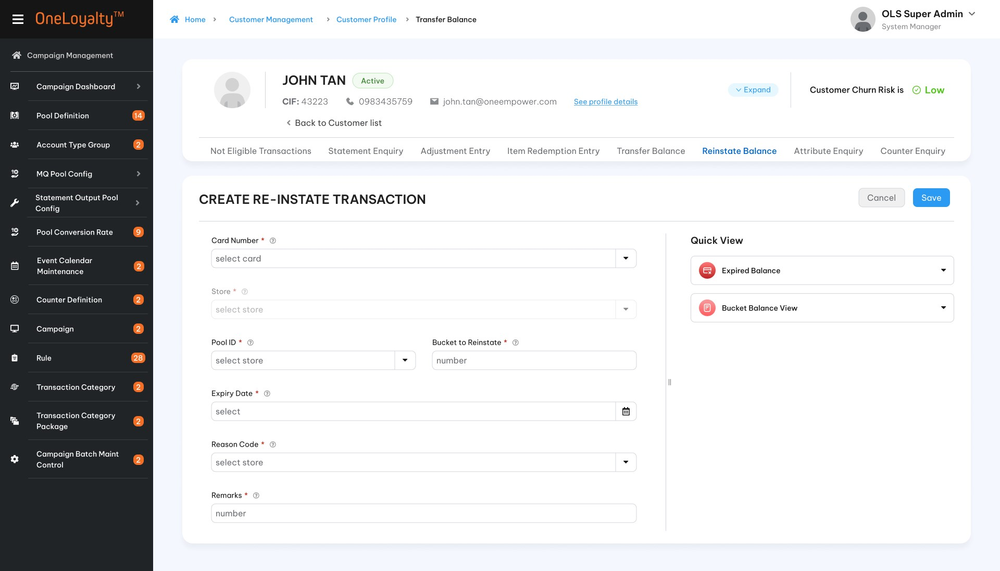 OneLoyalty™
Home
Customer Management
Customer Profile
Transfer Balance
OLS Super Admin
System Manager
Campaign Management
Campaign Dashboard
Pool Definition 14
Account Type Group 2
MQ Pool Config
Statement Output Pool
Config
Pool Conversion Rate 9
Event Calendar
Maintenance 2
Counter Definition 2
Campaign 2
Rule 28
Transaction Category 2
Transaction Category
Package 2
Campaign Batch Maint
Control 2
JOHN TAN Active
CIF: 43223 0983435759 john.tan@oneempower.com See profile details
Back to Customer list
Expand
Customer Churn Risk is Low
Not Eligible Transactions Statement Enquiry Adjustment Entry Item Redemption Entry Transfer Balance Reinstate Balance Attribute Enquiry Counter Enquiry
CREATE RE-INSTATE TRANSACTION
Cancel Save
Card Number *
select card
Store *
select store
Pool ID *
select store
Bucket to Reinstate *
number
Expiry Date *
select
Reason Code *
select store
Remarks *
number
Quick View
Expired Balance
Bucket Balance View